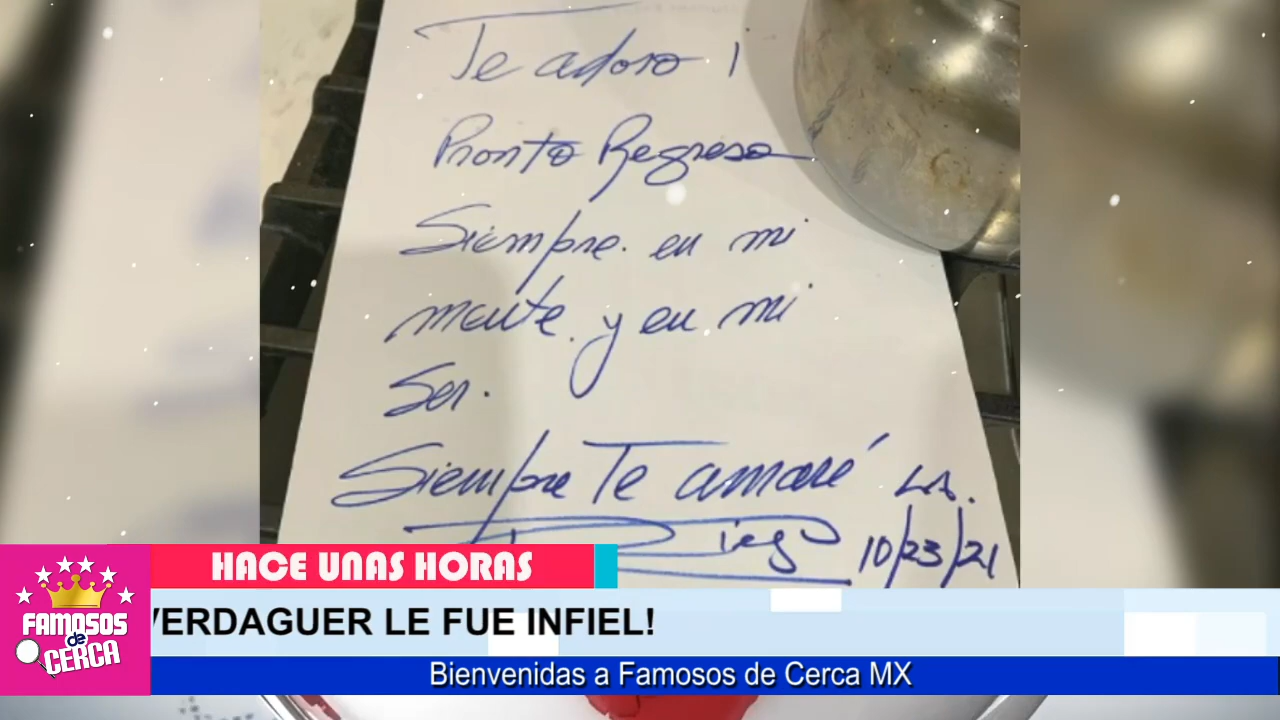 Te adoro !
Pronto Regreso
Siempre. en mi
mente. y en mi
Ser.
Siempre Te amaré L.A.
Diego 10/23/21
HACE UNAS HORAS
VERDAGUER LE FUE INFIEL!
FAMOSOS
de
CERCA
Bienvenidas a Famosos de Cerca MX